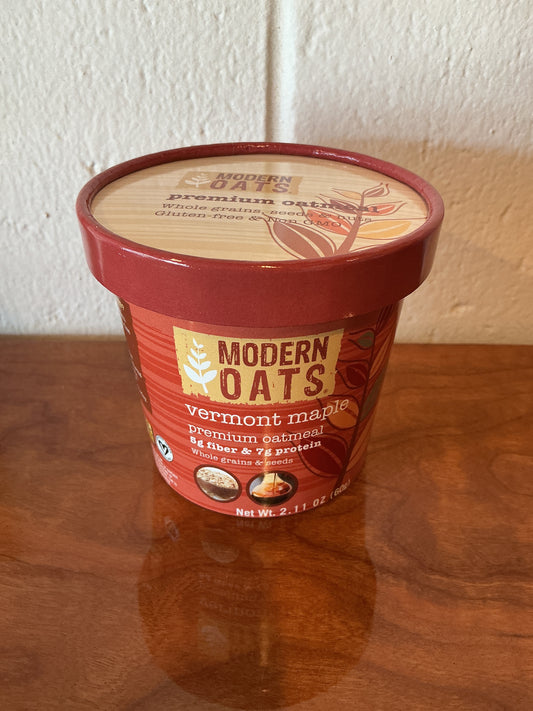 MODERN
OATS
premium oatmeal
Whole grains, seeds & nuts
Gluten-free & Non GMO
MODERN
OATS®
vermont maple
premium oatmeal
5g fiber & 7g protein
Whole grains & seeds
Net Wt. 2.11 oz (60g)